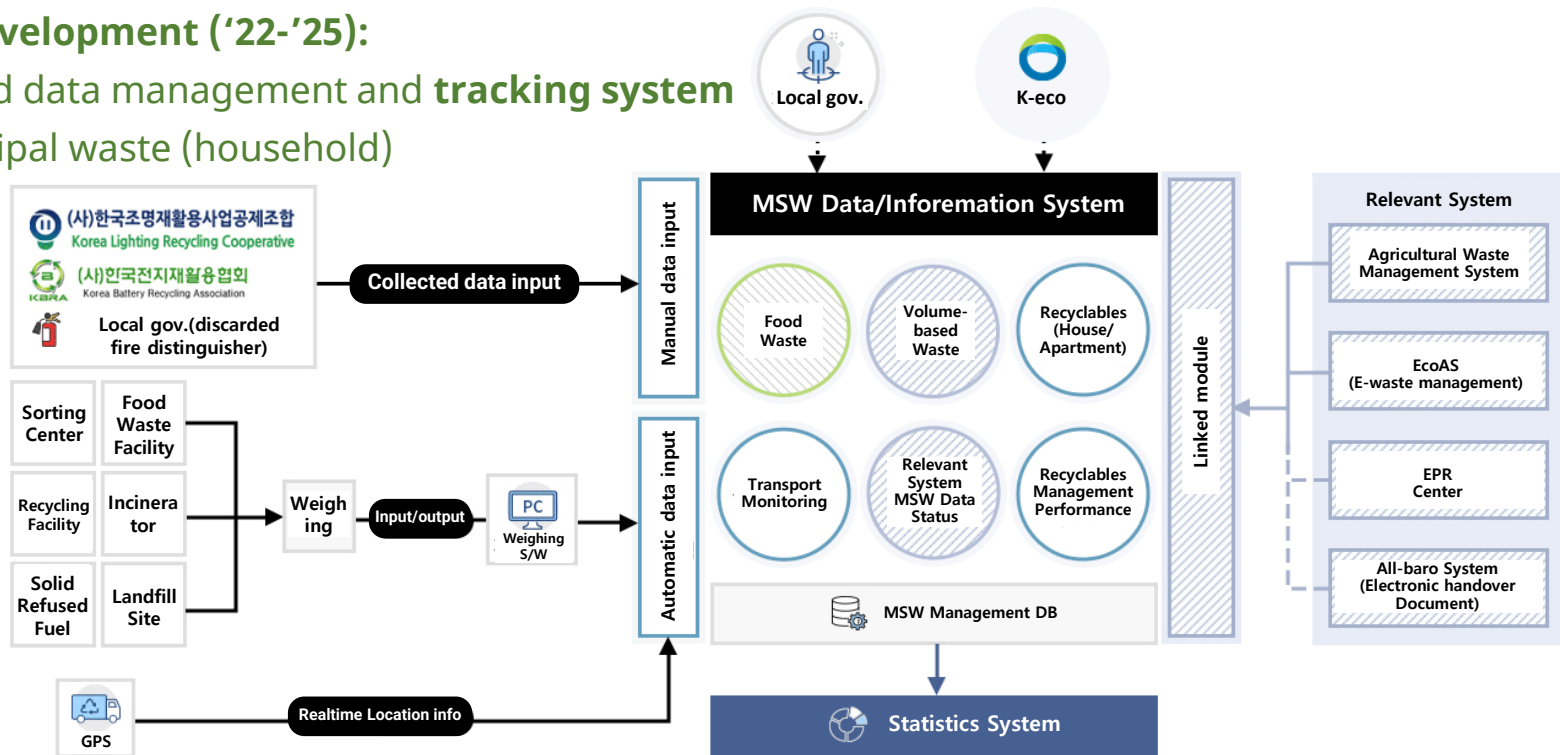 velopment (‘22-’25):
d data management and tracking system
ipal waste (household)
Local gov.
K-eco
(사)한국조명재활용사업공제조합
Korea Lighting Recycling Cooperative
KBRA
(사)한국전지재활용협회
Korea Battery Recycling Association
Local gov.(discarded
fire distinguisher)
Collected data input
Manual data input
Sorting
Center
Food
Waste
Facility
Recycling
Facility
Incinera
tor
Solid
Refused
Fuel
Landfill
Site
Weigh
ing
Input/output
PC
Weighing
S/W
Automatic data input
GPS
Realtime Location info
MSW Data/Inforemation System
Food
Waste
Volume-
based
Waste
Recyclables
(House/
Apartment)
Transport
Monitoring
Relevant
System
MSW Data
Status
Recyclables
Management
Performance
MSW Management DB
Statistics System
Linked module
Relevant System
Agricultural Waste
Management System
EcoAS
(E-waste management)
EPR
Center
All-baro System
(Electronic handover
Document)